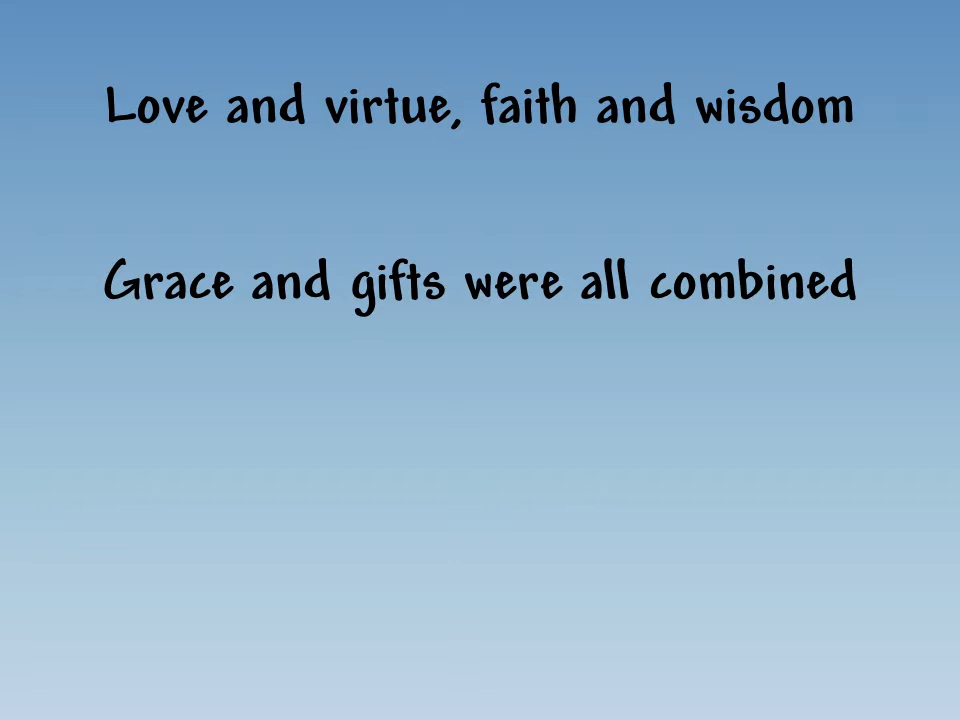 Love and virtue, faith and wisdom
Grace and gifts were all combined